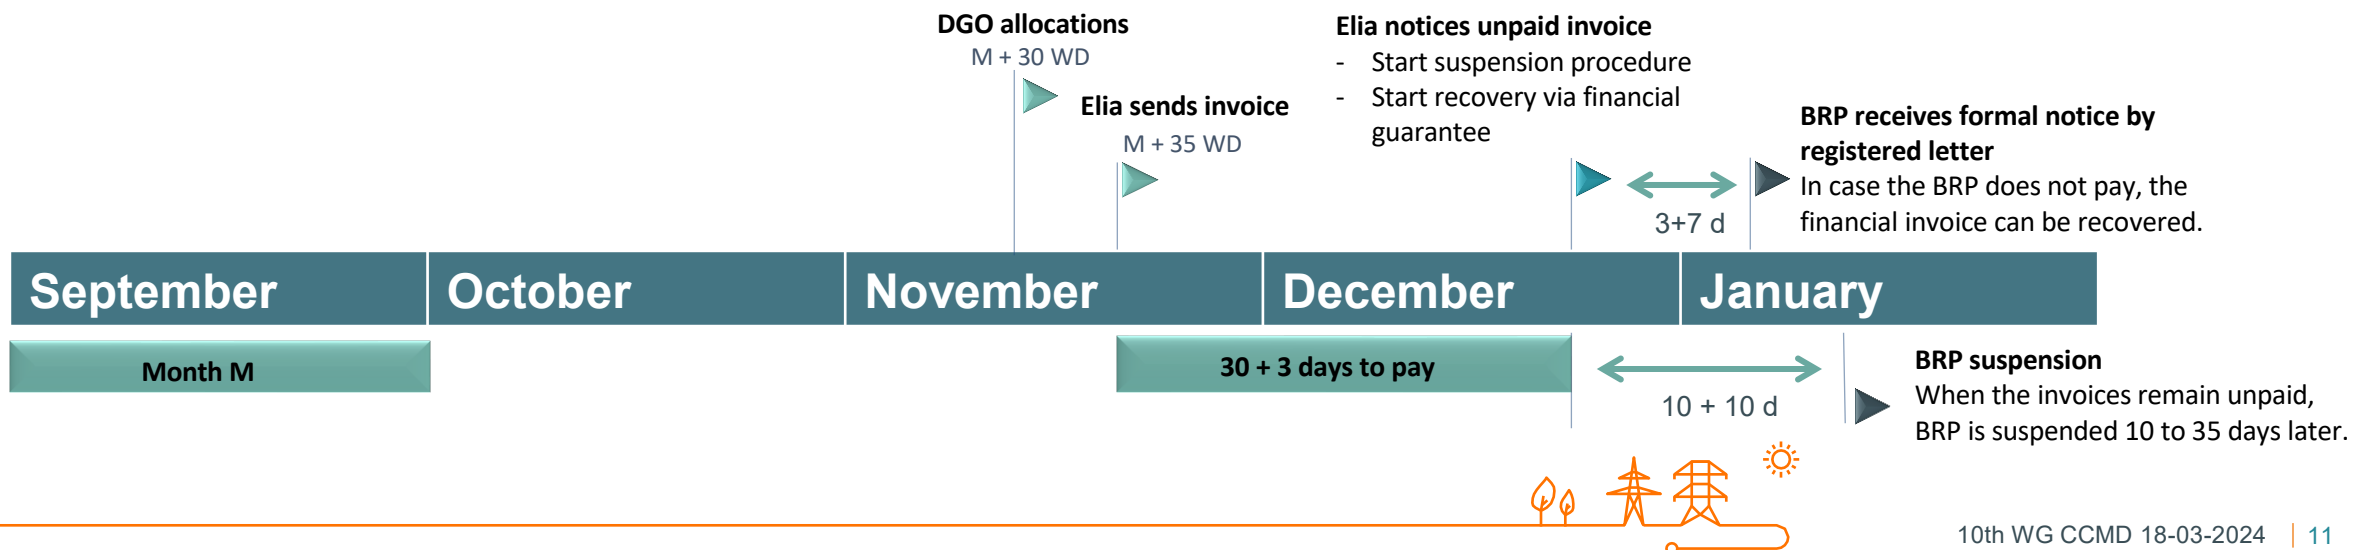 DGO allocations
M + 30 WD
Elia sends invoice
M + 35 WD
Elia notices unpaid invoice
- Start suspension procedure
- Start recovery via financial
guarantee
BRP receives formal notice by
registered letter
In case the BRP does not pay, the
financial invoice can be recovered.
3+7 d
September
October
November
December
January
Month M
30 + 3 days to pay
10 + 10 d
BRP suspension
When the invoices remain unpaid,
BRP is suspended 10 to 35 days later.
10th WG CCMD 18-03-2024 | 11